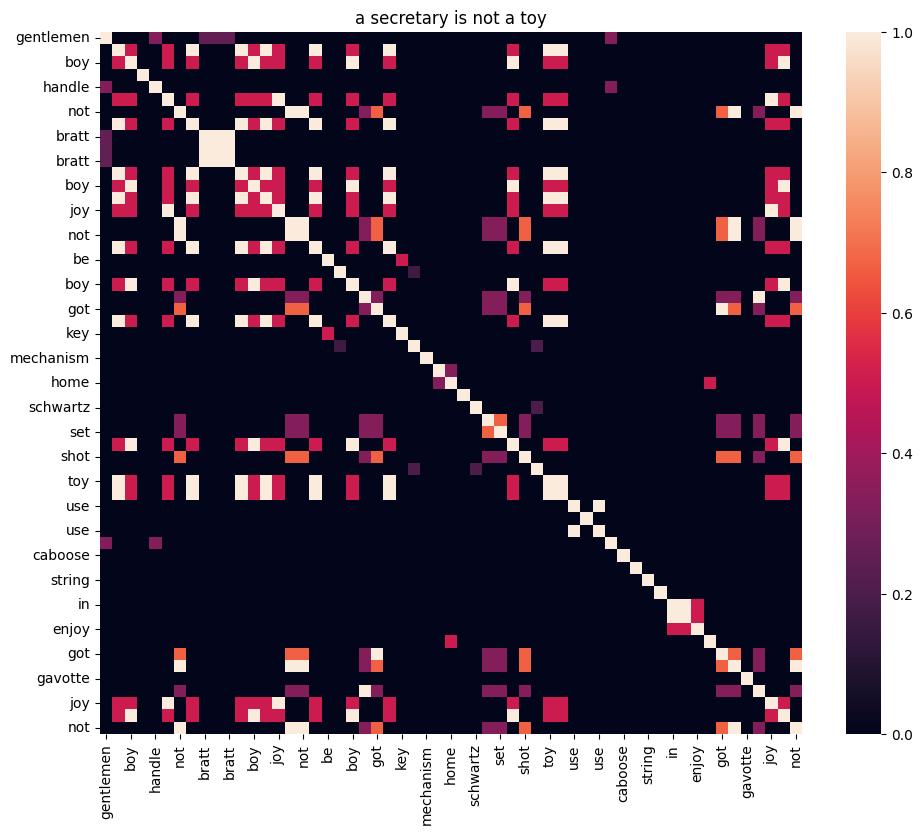 a secretary is not a toy
gentlemen
boy
handle
not
bratt
bratt
boy
joy
not
be
boy
got
key
mechanism
home
schwartz
set
shot
toy
use
use
caboose
string
in
enjoy
got
gavotte
joy
not
1.0
0.8
0.6
0.4
0.2
0.0
gentlemen
boy
handle
not
bratt
bratt
boy
joy
not
be
boy
got
key
mechanism
home
schwartz
set
shot
toy
use
use
caboose
string
in
enjoy
got
gavotte
joy
not